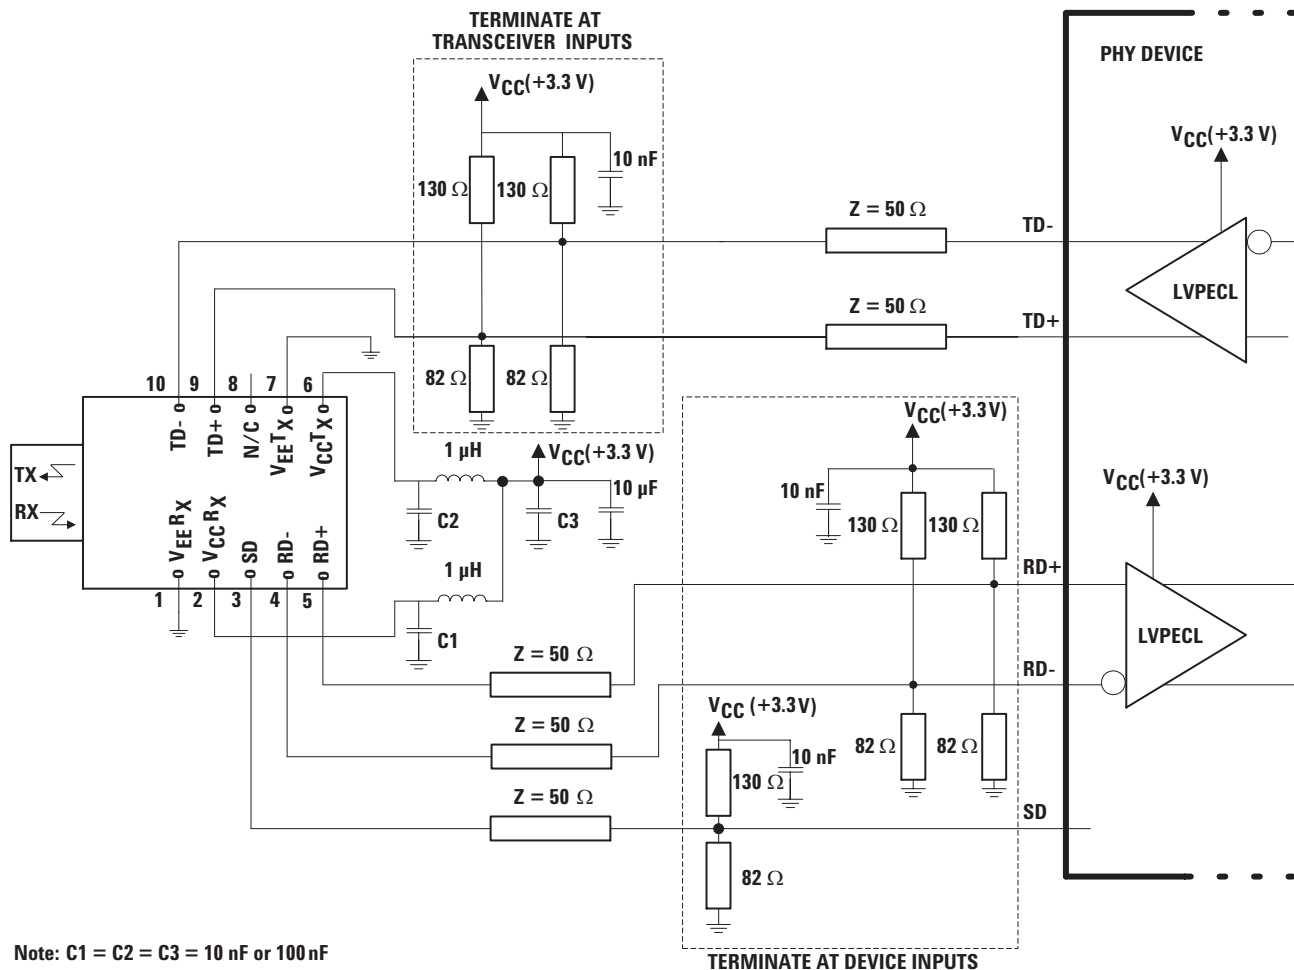 TERMINATE AT
TRANSCEIVER INPUTS
VCC(+3.3 V)
10 nF
130 Ω
130 Ω
82 Ω
82 Ω
PHY DEVICE
VCC(+3.3 V)
Z = 50 Ω
TD-
LVPECL
Z = 50 Ω
TD+
10
9
8
7
6
TD-
TD+
N/C
VEETX
VCCTX
TX
RX
VEERX
VCCRX
SD
RD-
RD+
1
2
3
4
5
1 µH
VCC(+3.3 V)
10 µF
C2
C3
1 µH
C1
VCC(+3.3V)
10 nF
130 Ω
130 Ω
VCC(+3.3 V)
RD+
LVPECL
RD-
Z = 50 Ω
Z = 50 Ω
Z = 50 Ω
VCC (+3.3V)
10 nF
130 Ω
82 Ω
82 Ω
82 Ω
SD
Note: C1 = C2 = C3 = 10 nF or 100 nF
TERMINATE AT DEVICE INPUTS